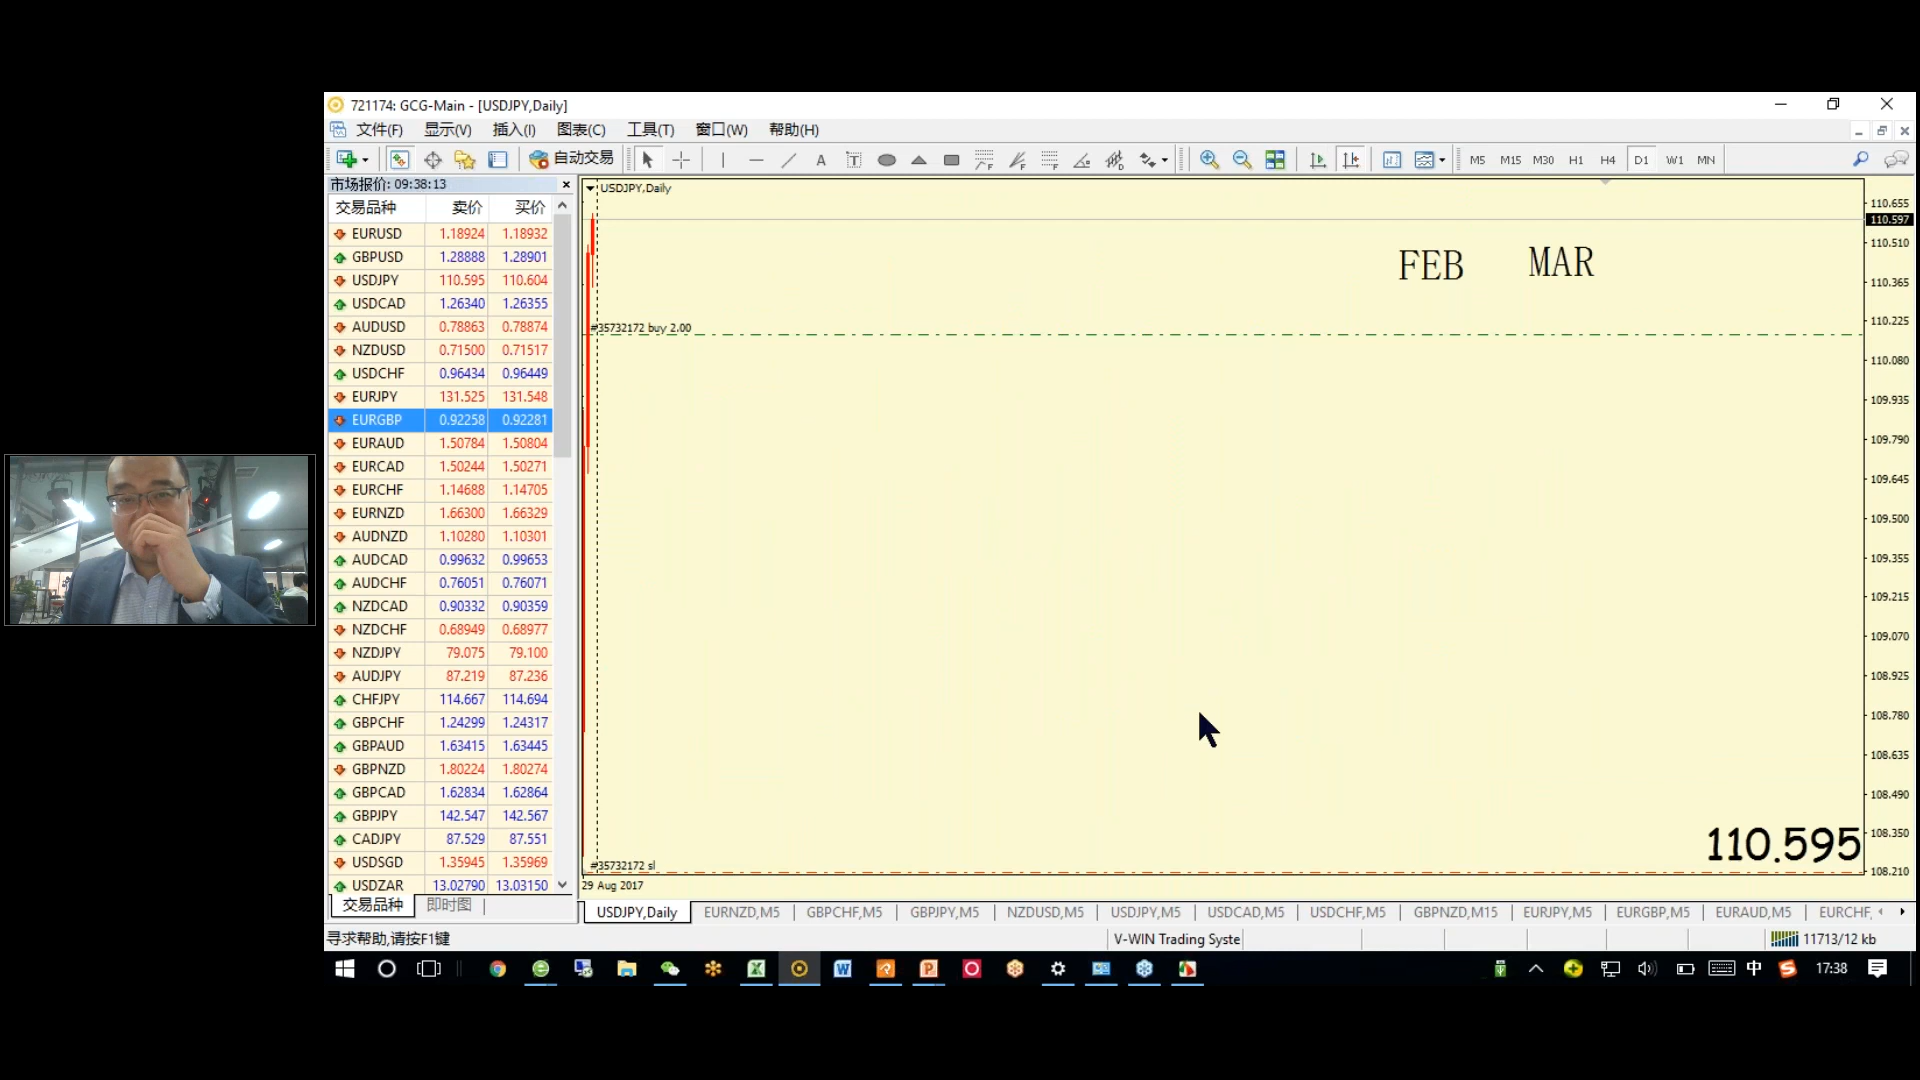 721174: GCG-Main - [USDJPY,Daily]
文件(F) 显示(V) 插入(I) 图表(C) 工具(T) 窗口(W) 帮助(H)
自动交易 A T M5 M15 M30 H1 H4 D1 W1 MN
市场报价: 09:38:13
交易品种 卖价 买价
EURUSD 1.18924 1.18932
GBPUSD 1.28888 1.28901
USDJPY 110.595 110.604
USDCAD 1.26340 1.26355
AUDUSD 0.78863 0.78874
NZDUSD 0.71500 0.71517
USDCHF 0.96434 0.96449
EURJPY 131.525 131.548
EURGBP 0.92258 0.92281
EURAUD 1.50784 1.50804
EURCAD 1.50244 1.50271
EURCHF 1.14688 1.14705
EURNZD 1.66300 1.66329
AUDNZD 1.10280 1.10301
AUDCAD 0.99632 0.99653
AUDCHF 0.76051 0.76071
NZDCAD 0.90332 0.90359
NZDCHF 0.68949 0.68977
NZDJPY 79.075 79.100
AUDJPY 87.219 87.236
CHFJPY 114.667 114.694
GBPCHF 1.24299 1.24317
GBPAUD 1.63415 1.63445
GBPNZD 1.80224 1.80274
GBPCAD 1.62834 1.62864
GBPJPY 142.547 142.567
CADJPY 87.529 87.551
USDSGD 1.35945 1.35969
USDZAR 13.02790 13.03150
交易品种 即时图
USDJPY,Daily
FEB MAR
#35732172 buy 2.00
#35732172 sl
110.595
29 Aug 2017
110.655
110.597
110.510
110.365
110.225
110.080
109.935
109.790
109.645
109.500
109.355
109.215
109.070
108.925
108.780
108.635
108.490
108.350
108.210
USDJPY,Daily EURNZD,M5 GBPCHF,M5 GBPJPY,M5 NZDUSD,M5 USDJPY,M5 USDCAD,M5 USDCHF,M5 GBPNZD,M15 EURJPY,M5 EURGBP,M5 EURAUD,M5 EURCHF,
寻求帮助,请按F1键 V-WIN Trading Syste 11713/12 kb
中 17:38